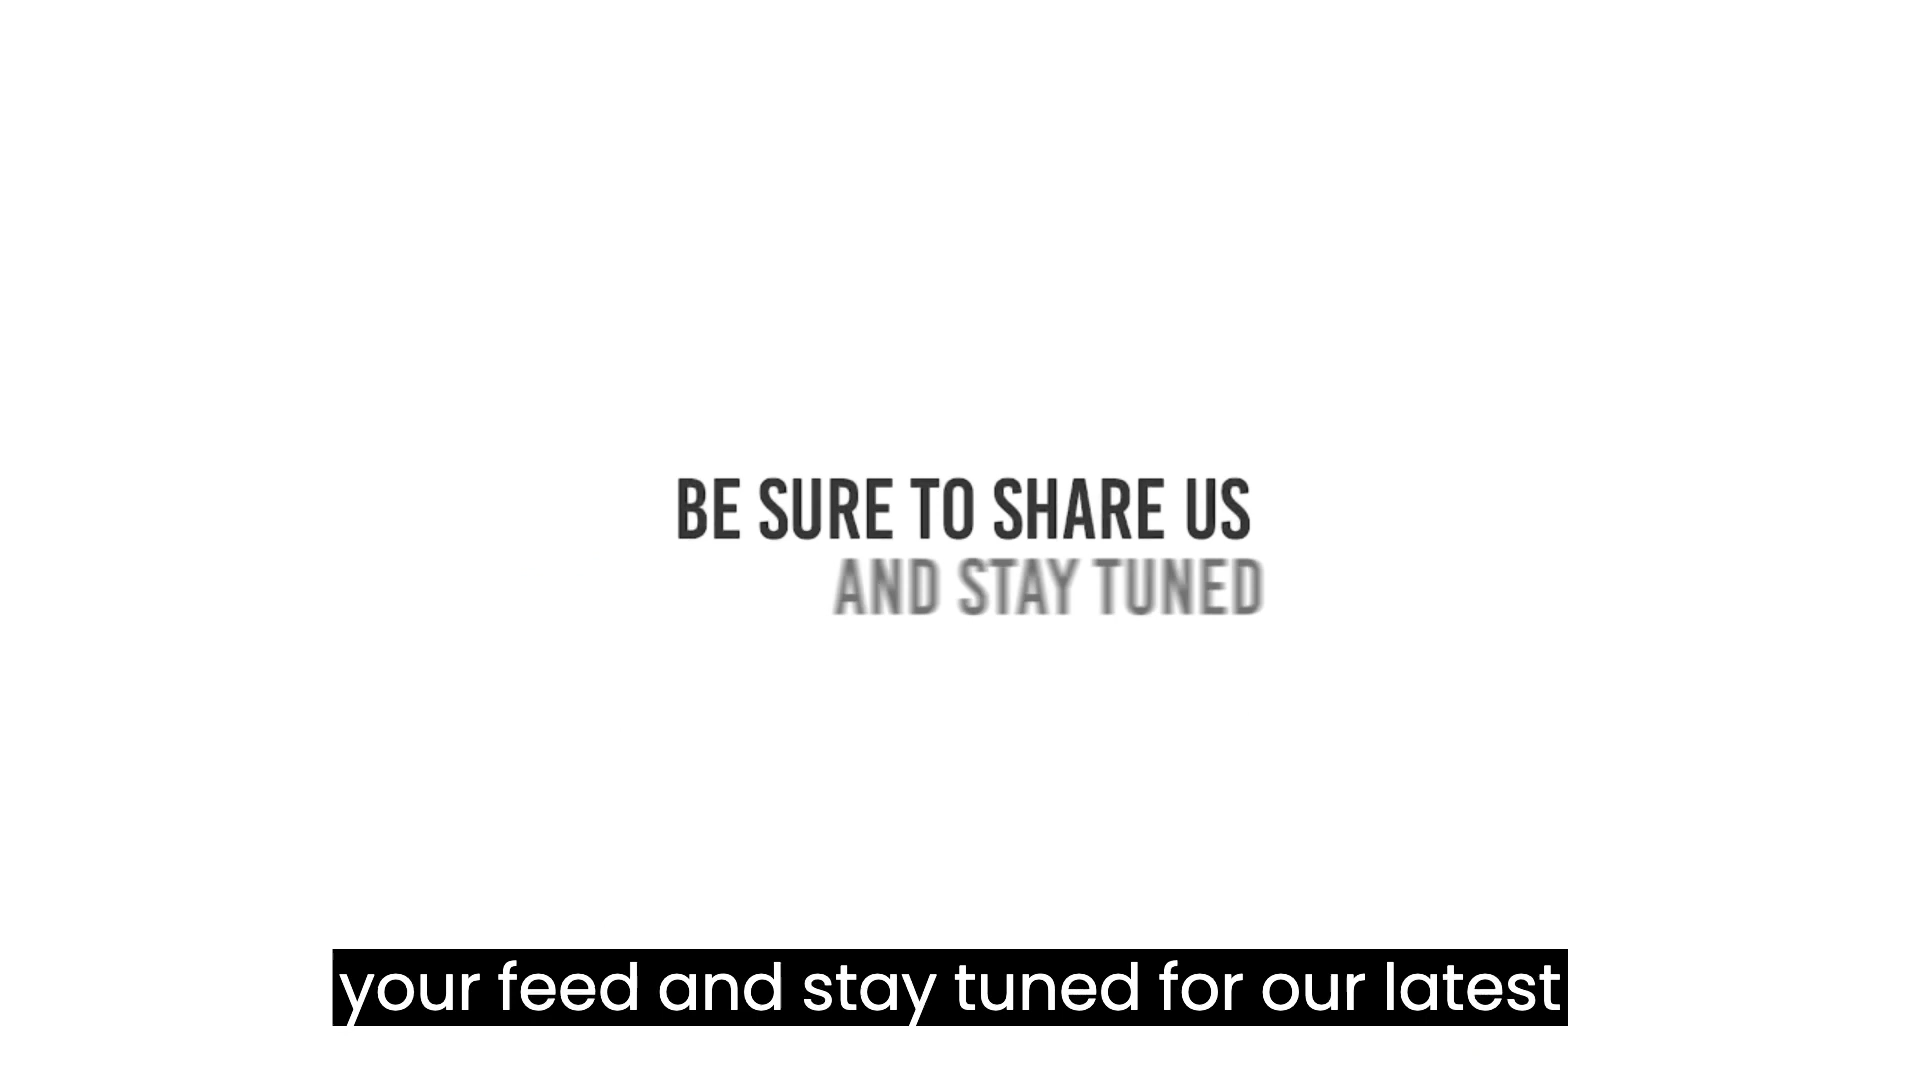 BE SURE TO SHARE US
AND STAY TUNED
your feed and stay tuned for our latest